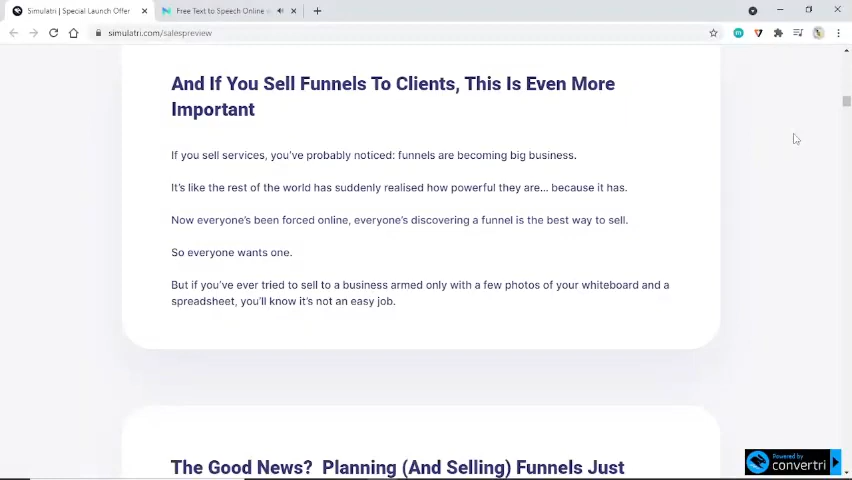 Simulatri | Special Launch Offer
Free Text to Speech Online
simulatri.com/salespreview
And If You Sell Funnels To Clients, This Is Even More
Important
If you sell services, you've probably noticed: funnels are becoming big business.
It's like the rest of the world has suddenly realised how powerful they are... because it has.
Now everyone's been forced online, everyone's discovering a funnel is the best way to sell.
So everyone wants one.
But if you've ever tried to sell to a business armed only with a few photos of your whiteboard and a
spreadsheet, you'll know it's not an easy job.
The Good News? Planning (And Selling) Funnels Just
Powered by
convertri